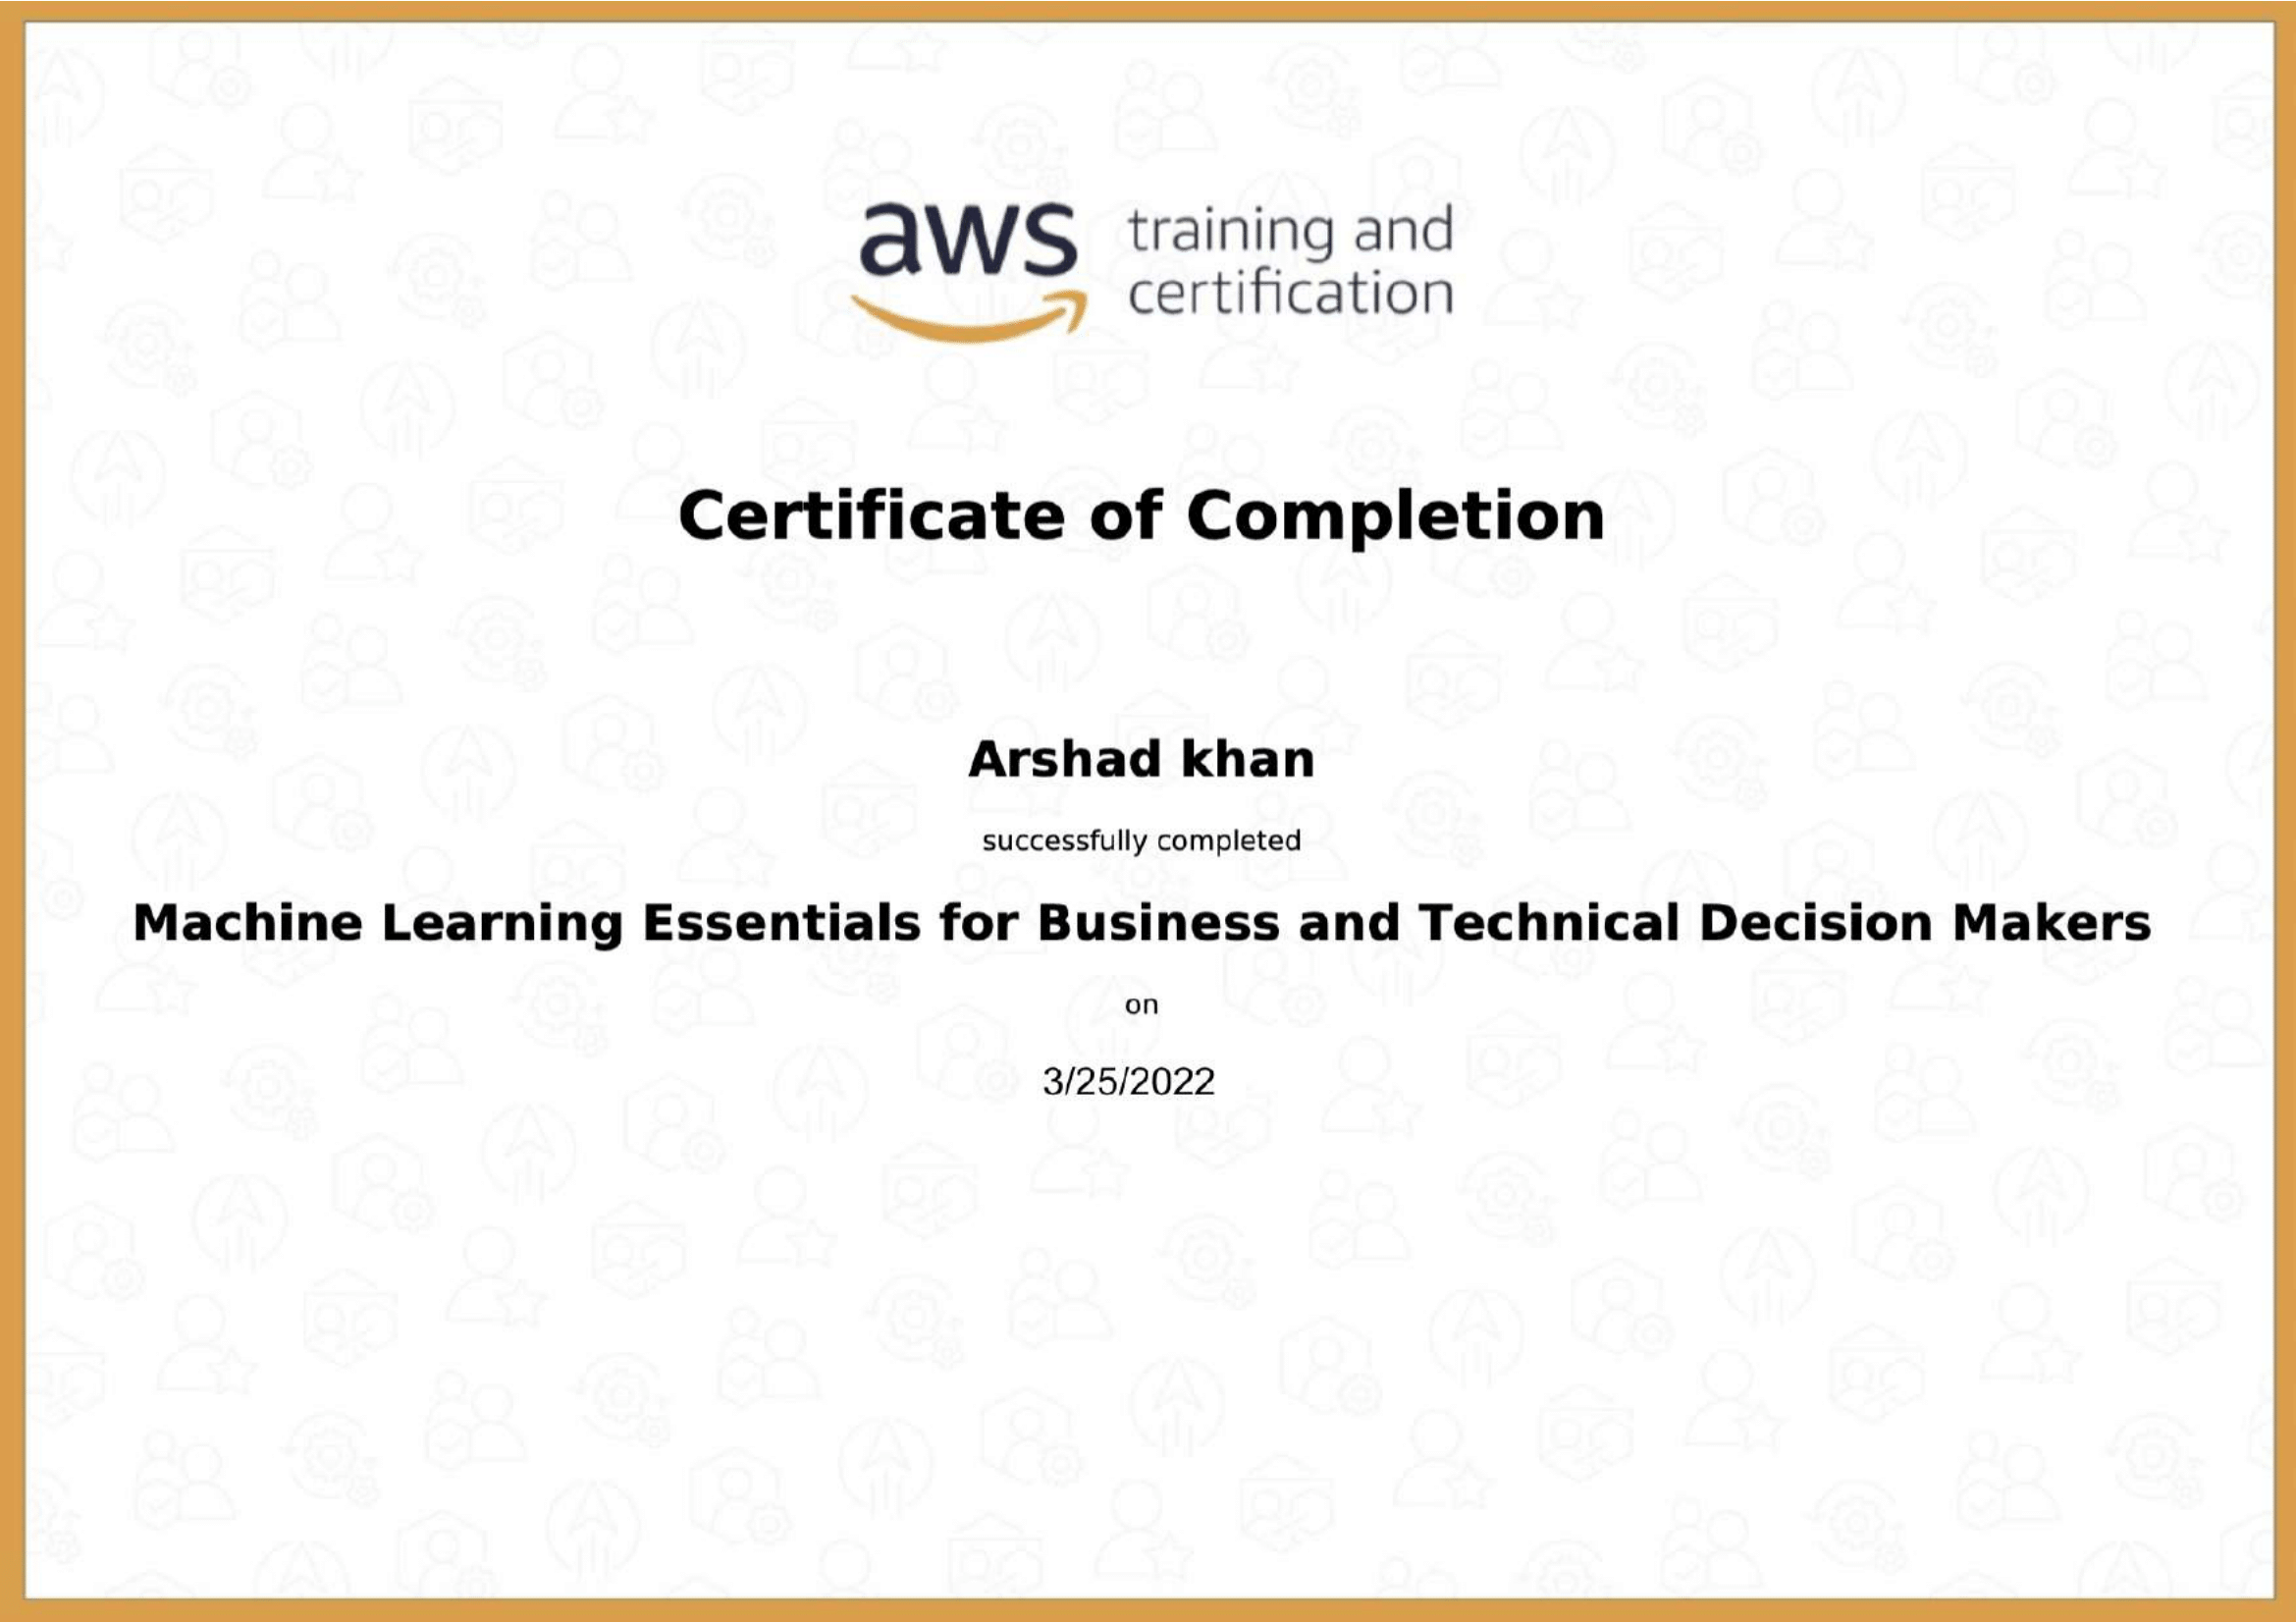 aws training and
certification
Certificate of Completion
Arshad khan
successfully completed
Machine Learning Essentials for Business and Technical Decision Makers
on
3/25/2022